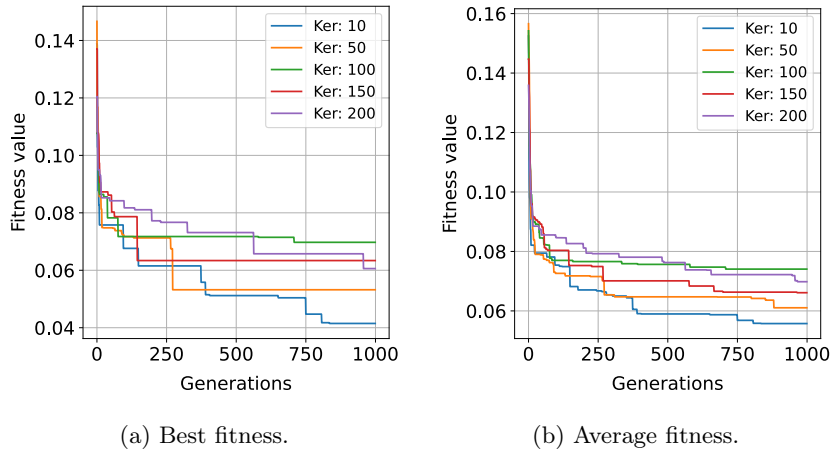 Fitness value
0.14
0.12
0.10
0.08
0.06
0.04
Ker: 10
Ker: 50
Ker: 100
Ker: 150
Ker: 200
0 250 500 750 1000
Generations
(a) Best fitness.
Fitness value
0.16
0.14
0.12
0.10
0.08
0.06
Ker: 10
Ker: 50
Ker: 100
Ker: 150
Ker: 200
0 250 500 750 1000
Generations
(b) Average fitness.